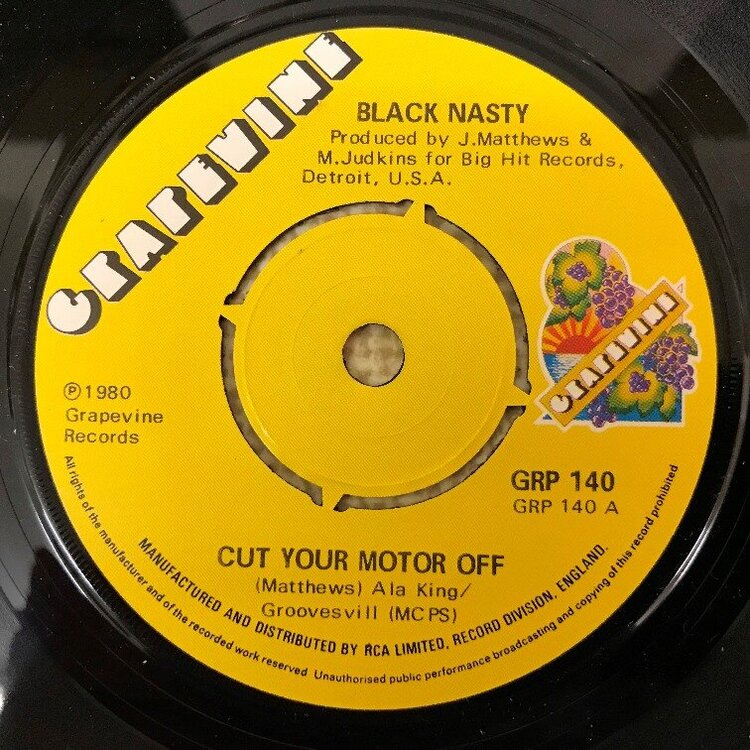 GRAPEVINE
BLACK NASTY
Produced by J.Matthews &
M.Judkins for Big Hit Records,
Detroit, U.S.A.
GRAPEVINE
℗1980
Grapevine
Records
GRP 140
GRP 140 A
CUT YOUR MOTOR OFF
(Matthews) Ala King/
Groovesvill (MCPS)
MANUFACTURED AND DISTRIBUTED BY RCA LIMITED, RECORD DIVISION, ENGLAND.
All rights of the manufacturer and of the recorded work reserved Unauthorised public performance broadcasting and copying of this record prohibited